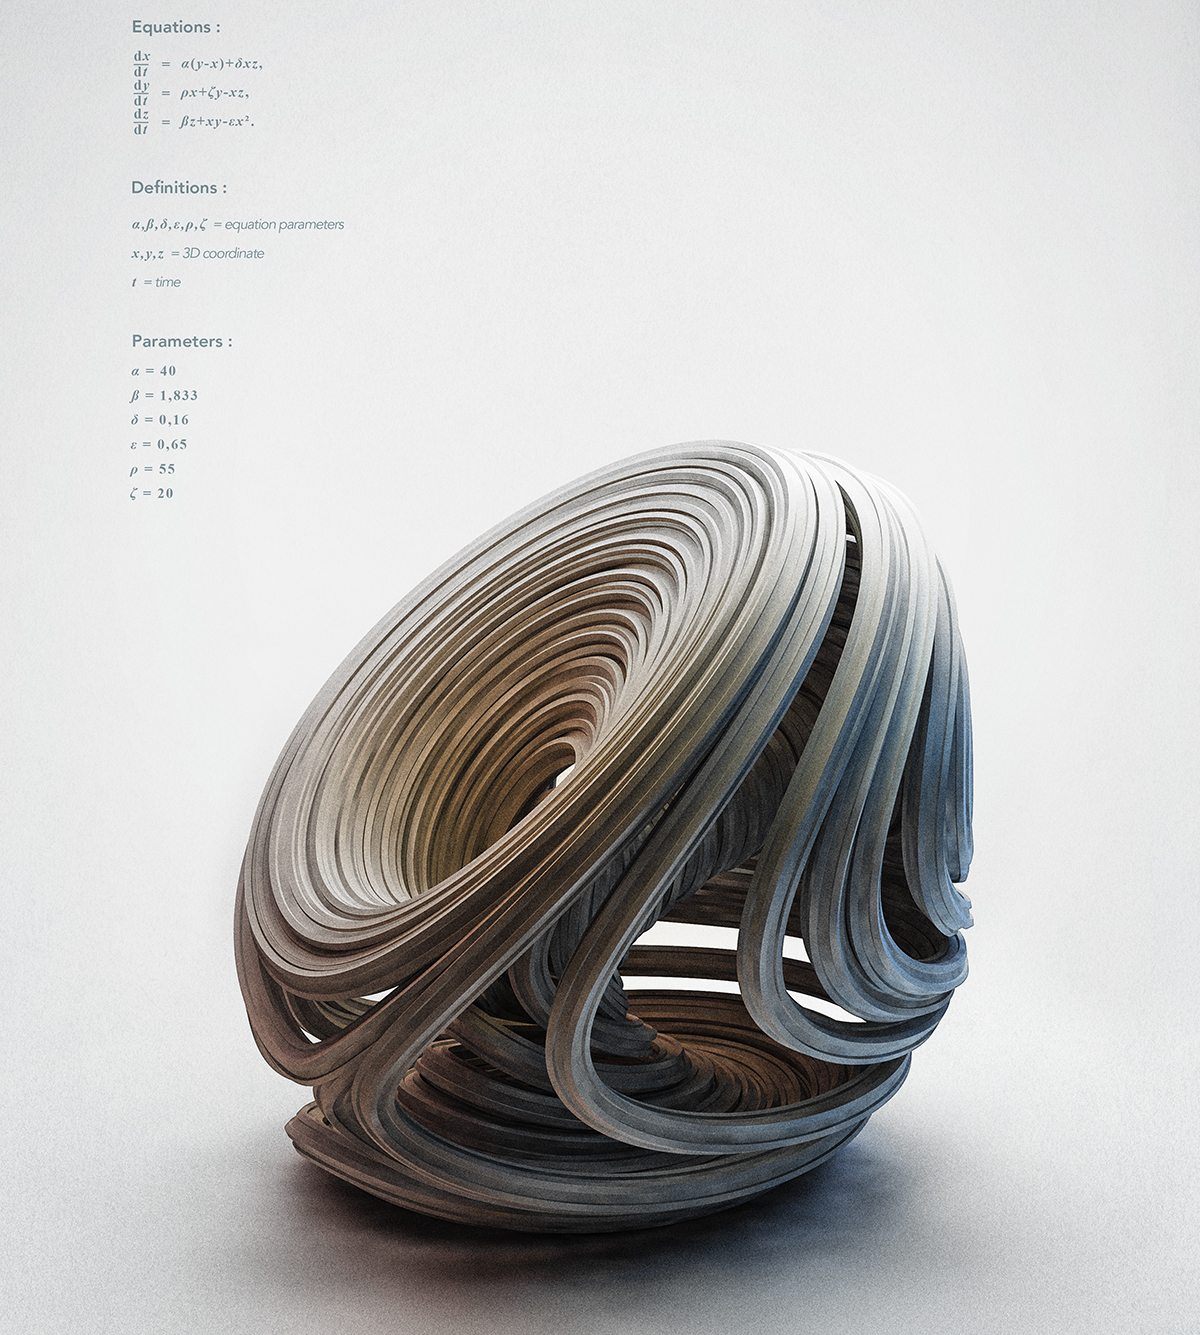 Equations :
dx/dt = α(y-x)+δxz,
dy/dt = ρx+ζy-xz,
dz/dt = βz+xy-εx².
Definitions :
α,β,δ,ε,ρ,ζ = equation parameters
x,y,z = 3D coordinate
t = time
Parameters :
α = 40
β = 1,833
δ = 0,16
ε = 0,65
ρ = 55
ζ = 20